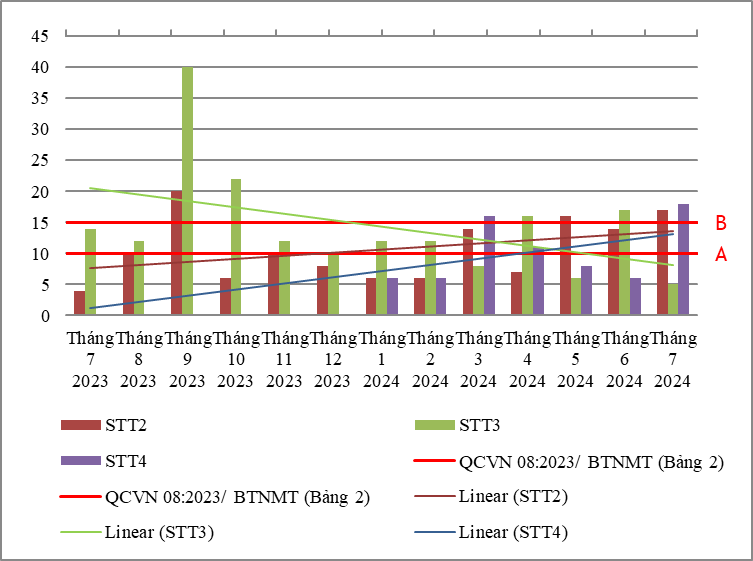 45
40
35
30
25
20
15
10
5
0
B
A
Tháng Tháng Tháng Tháng Tháng Tháng Tháng Tháng Tháng Tháng Tháng Tháng Tháng
7 8 9 10 11 12 1 2 3 4 5 6 7
2023 2023 2023 2023 2023 2023 2024 2024 2024 2024 2024 2024 2024
STT2
STT3
STT4
QCVN 08:2023/ BTNMT (Bảng 2)
QCVN 08:2023/ BTNMT (Bảng 2)
Linear (STT2)
Linear (STT3)
Linear (STT4)